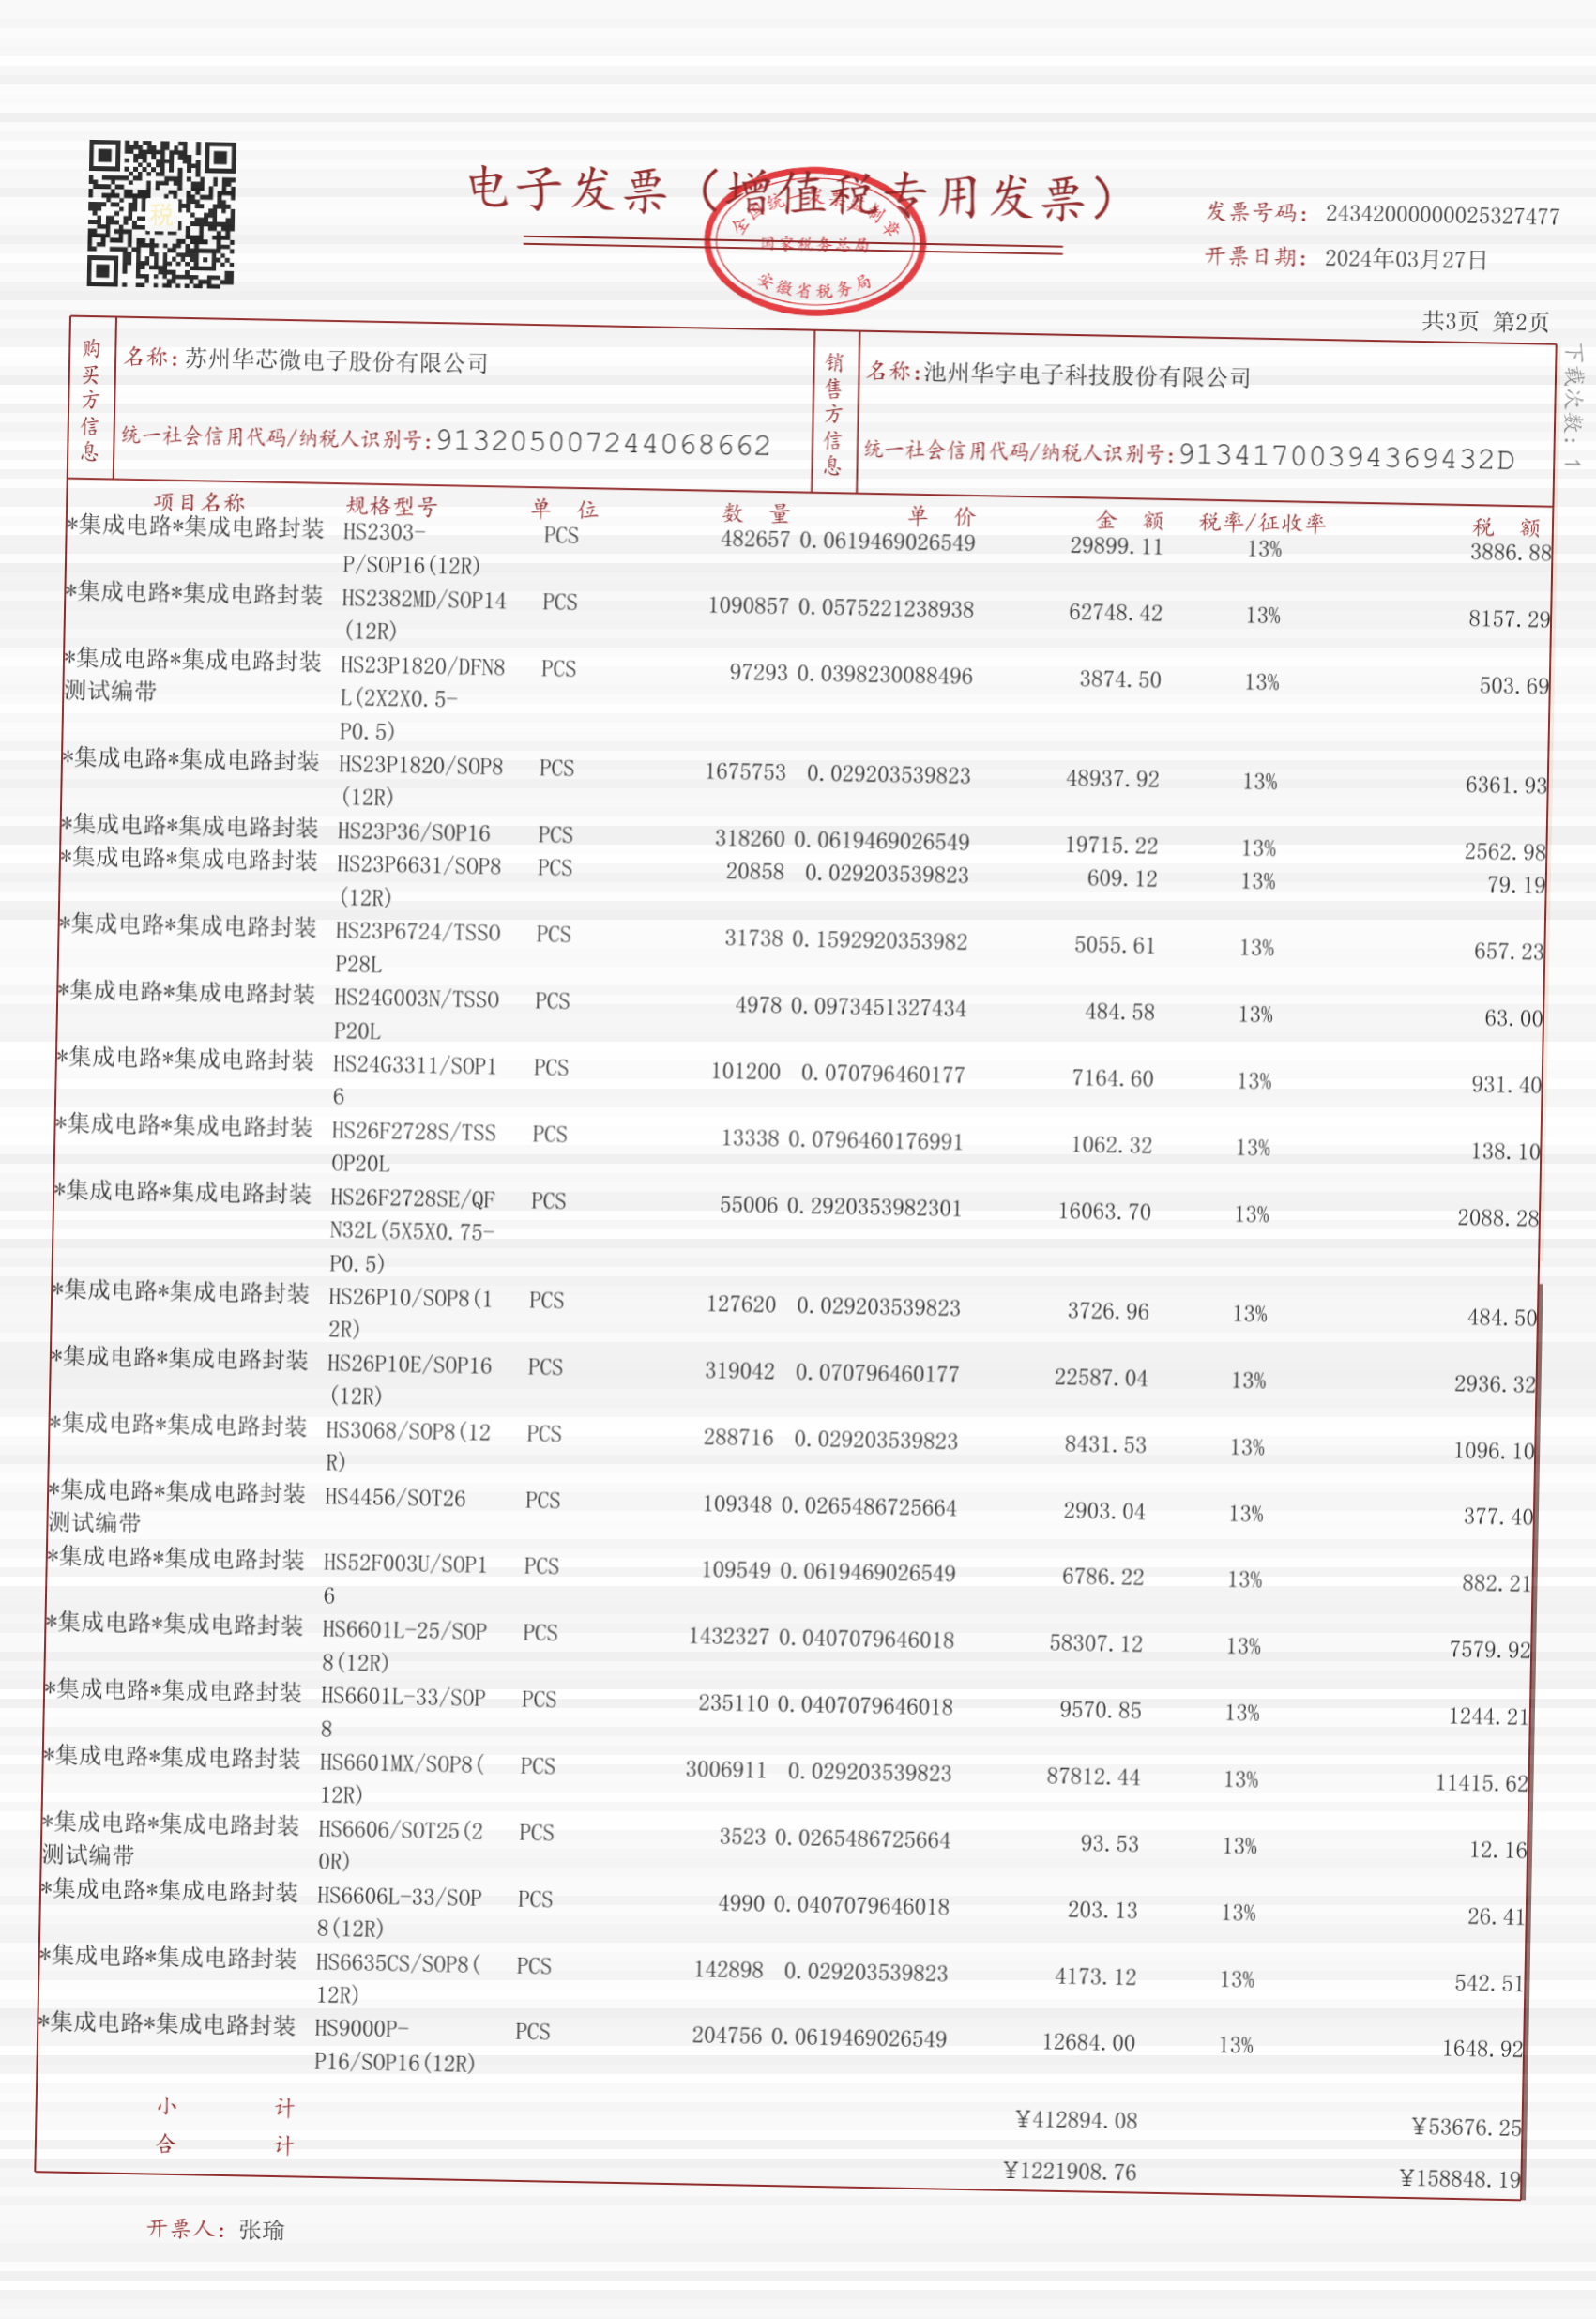 电子发票（增值税专用发票）
全国统一发票监制章
国家税务总局
安徽省税务局
税
发票号码：24342000000025327477
开票日期：2024年03月27日
共3页 第2页
下载次数：1
购买方信息
名称：苏州华芯微电子股份有限公司
统一社会信用代码/纳税人识别号：913205007244068662
销售方信息
名称：池州华宇电子科技股份有限公司
统一社会信用代码/纳税人识别号：91341700394369432D
项目名称 规格型号 单 位 数 量 单 价 金 额 税率/征收率 税 额
*集成电路*集成电路封装 HS2303- PCS 482657 0.0619469026549 29899.11 13% 3886.88
P/SOP16(12R)
*集成电路*集成电路封装 HS2382MD/SOP14 PCS 1090857 0.0575221238938 62748.42 13% 8157.29
(12R)
*集成电路*集成电路封装 HS23P1820/DFN8 PCS 97293 0.0398230088496 3874.50 13% 503.69
测试编带 L(2X2X0.5-
P0.5)
*集成电路*集成电路封装 HS23P1820/SOP8 PCS 1675753 0.029203539823 48937.92 13% 6361.93
(12R)
*集成电路*集成电路封装 HS23P36/SOP16 PCS 318260 0.0619469026549 19715.22 13% 2562.98
*集成电路*集成电路封装 HS23P6631/SOP8 PCS 20858 0.029203539823 609.12 13% 79.19
(12R)
*集成电路*集成电路封装 HS23P6724/TSSO PCS 31738 0.1592920353982 5055.61 13% 657.23
P28L
*集成电路*集成电路封装 HS24G003N/TSSO PCS 4978 0.0973451327434 484.58 13% 63.00
P20L
*集成电路*集成电路封装 HS24G3311/SOP1 PCS 101200 0.070796460177 7164.60 13% 931.40
6
*集成电路*集成电路封装 HS26F2728S/TSS PCS 13338 0.0796460176991 1062.32 13% 138.10
OP20L
*集成电路*集成电路封装 HS26F2728SE/QF PCS 55006 0.2920353982301 16063.70 13% 2088.28
N32L(5X5X0.75-
P0.5)
*集成电路*集成电路封装 HS26P10/SOP8(1 PCS 127620 0.029203539823 3726.96 13% 484.50
2R)
*集成电路*集成电路封装 HS26P10E/SOP16 PCS 319042 0.070796460177 22587.04 13% 2936.32
(12R)
*集成电路*集成电路封装 HS3068/SOP8(12 PCS 288716 0.029203539823 8431.53 13% 1096.10
R)
*集成电路*集成电路封装 HS4456/SOT26 PCS 109348 0.0265486725664 2903.04 13% 377.40
测试编带
*集成电路*集成电路封装 HS52F003U/SOP1 PCS 109549 0.0619469026549 6786.22 13% 882.21
6
*集成电路*集成电路封装 HS6601L-25/SOP PCS 1432327 0.0407079646018 58307.12 13% 7579.92
8(12R)
*集成电路*集成电路封装 HS6601L-33/SOP PCS 235110 0.0407079646018 9570.85 13% 1244.21
8
*集成电路*集成电路封装 HS6601MX/SOP8( PCS 3006911 0.029203539823 87812.44 13% 11415.62
12R)
*集成电路*集成电路封装 HS6606/SOT25(2 PCS 3523 0.0265486725664 93.53 13% 12.16
测试编带 0R)
*集成电路*集成电路封装 HS6606L-33/SOP PCS 4990 0.0407079646018 203.13 13% 26.41
8(12R)
*集成电路*集成电路封装 HS6635CS/SOP8( PCS 142898 0.029203539823 4173.12 13% 542.51
12R)
*集成电路*集成电路封装 HS9000P- PCS 204756 0.0619469026549 12684.00 13% 1648.92
P16/SOP16(12R)
小 计 ¥412894.08 ¥53676.25
合 计 ¥1221908.76 ¥158848.19
开票人：张瑜